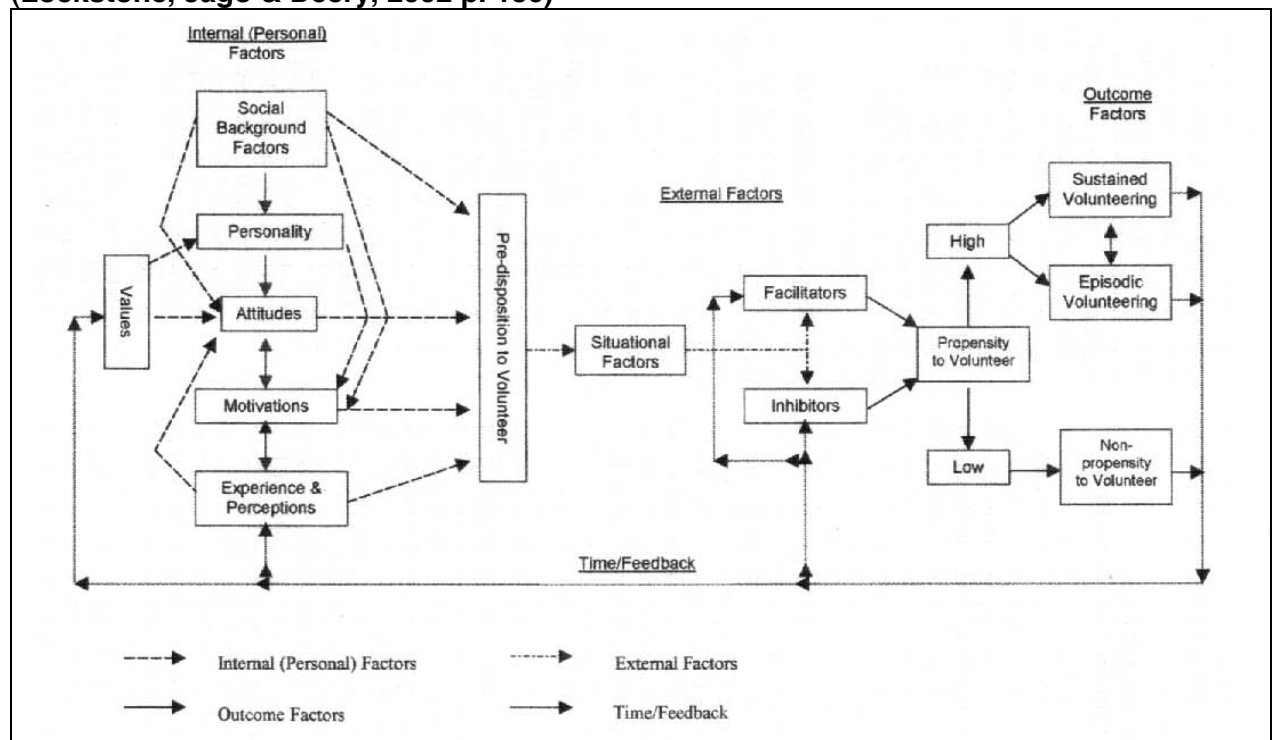 Internal (Personal)
Factors
Social
Background
Factors
Personality
Values
Attitudes
Motivations
Experience &
Perceptions
Pre-disposition to Volunteer
External Factors
Situational
Factors
Facilitators
Inhibitors
Propensity
to Volunteer
High
Low
Outcome
Factors
Sustained
Volunteering
Episodic
Volunteering
Non-
propensity
to Volunteer
Time/Feedback
Internal (Personal) Factors
External Factors
Outcome Factors
Time/Feedback